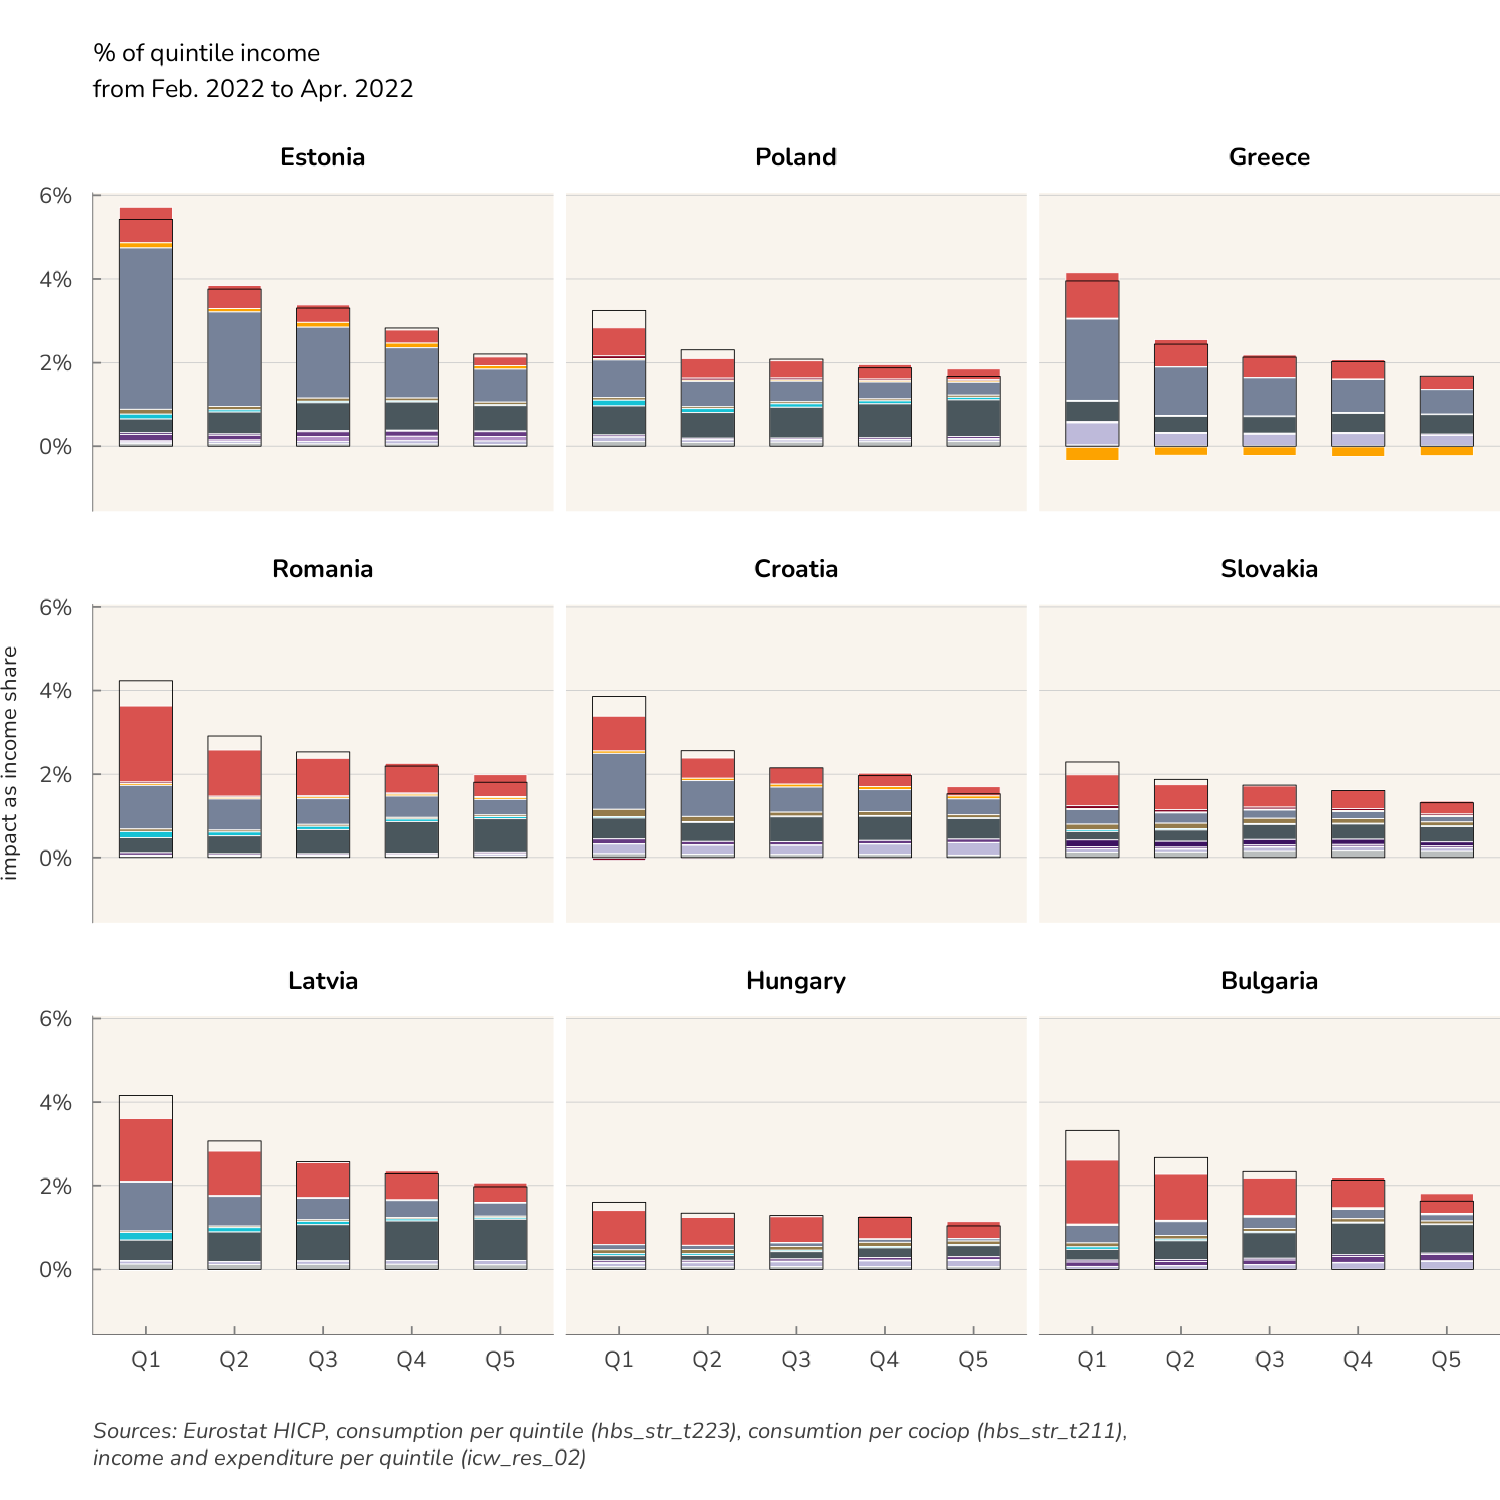 % of quintile income
from Feb. 2022 to Apr. 2022
Estonia
Poland
Greece
6%
4%
2%
0%
Romania
Croatia
Slovakia
impact as income share
6%
4%
2%
0%
Latvia
Hungary
Bulgaria
6%
4%
2%
0%
Q1 Q2 Q3 Q4 Q5
Q1 Q2 Q3 Q4 Q5
Q1 Q2 Q3 Q4 Q5
Sources: Eurostat HICP, consumption per quintile (hbs_str_t223), consumtion per cociop (hbs_str_t211),
income and expenditure per quintile (icw_res_02)